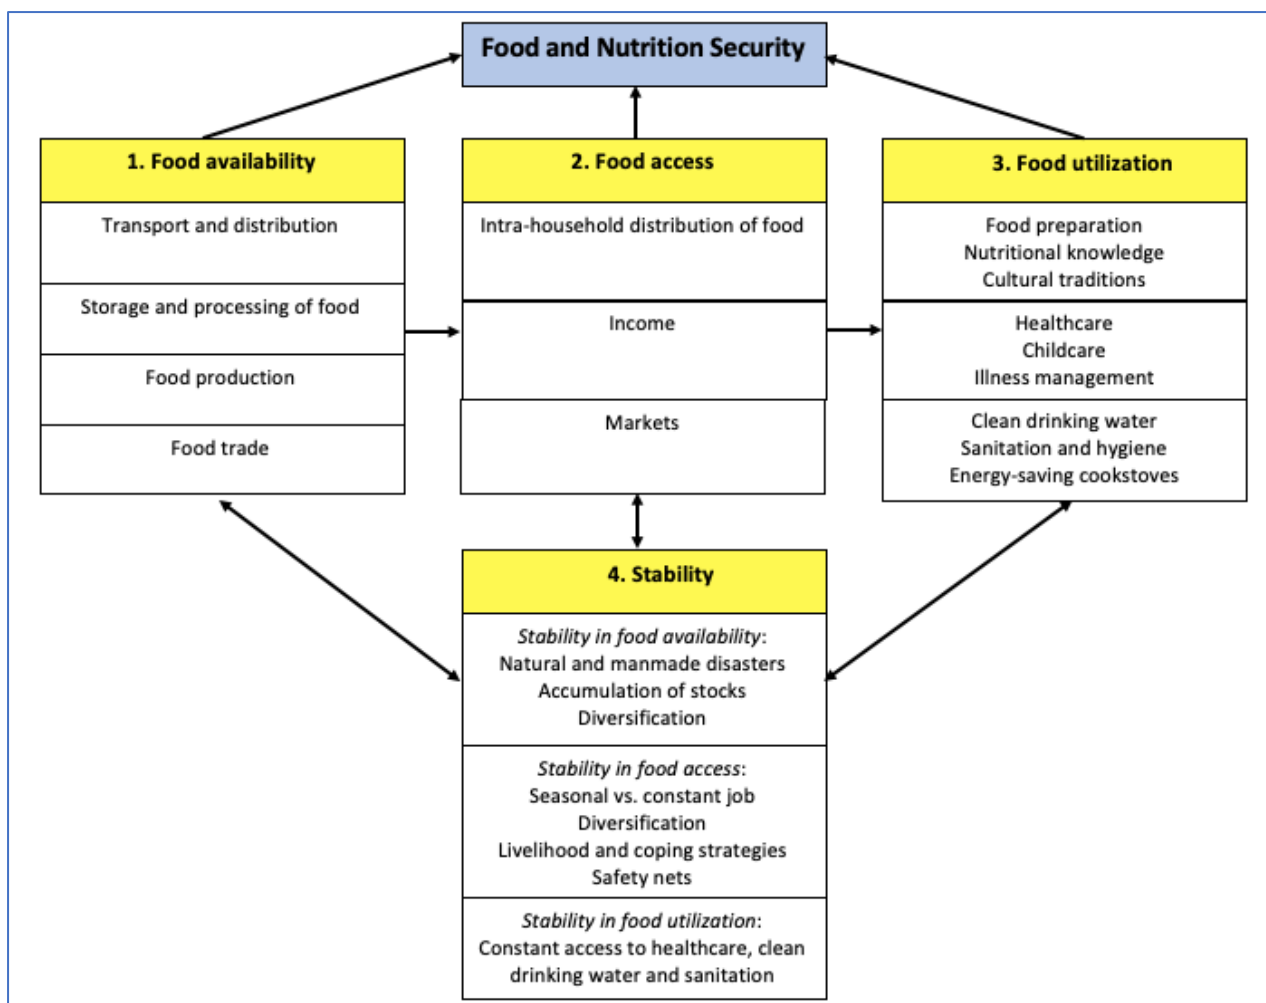 Food and Nutrition Security
1. Food availability
Transport and distribution
Storage and processing of food
Food production
Food trade
2. Food access
Intra-household distribution of food
Income
Markets
3. Food utilization
Food preparation
Nutritional knowledge
Cultural traditions
Healthcare
Childcare
Illness management
Clean drinking water
Sanitation and hygiene
Energy-saving cookstoves
4. Stability
Stability in food availability:
Natural and manmade disasters
Accumulation of stocks
Diversification
Stability in food access:
Seasonal vs. constant job
Diversification
Livelihood and coping strategies
Safety nets
Stability in food utilization:
Constant access to healthcare, clean
drinking water and sanitation